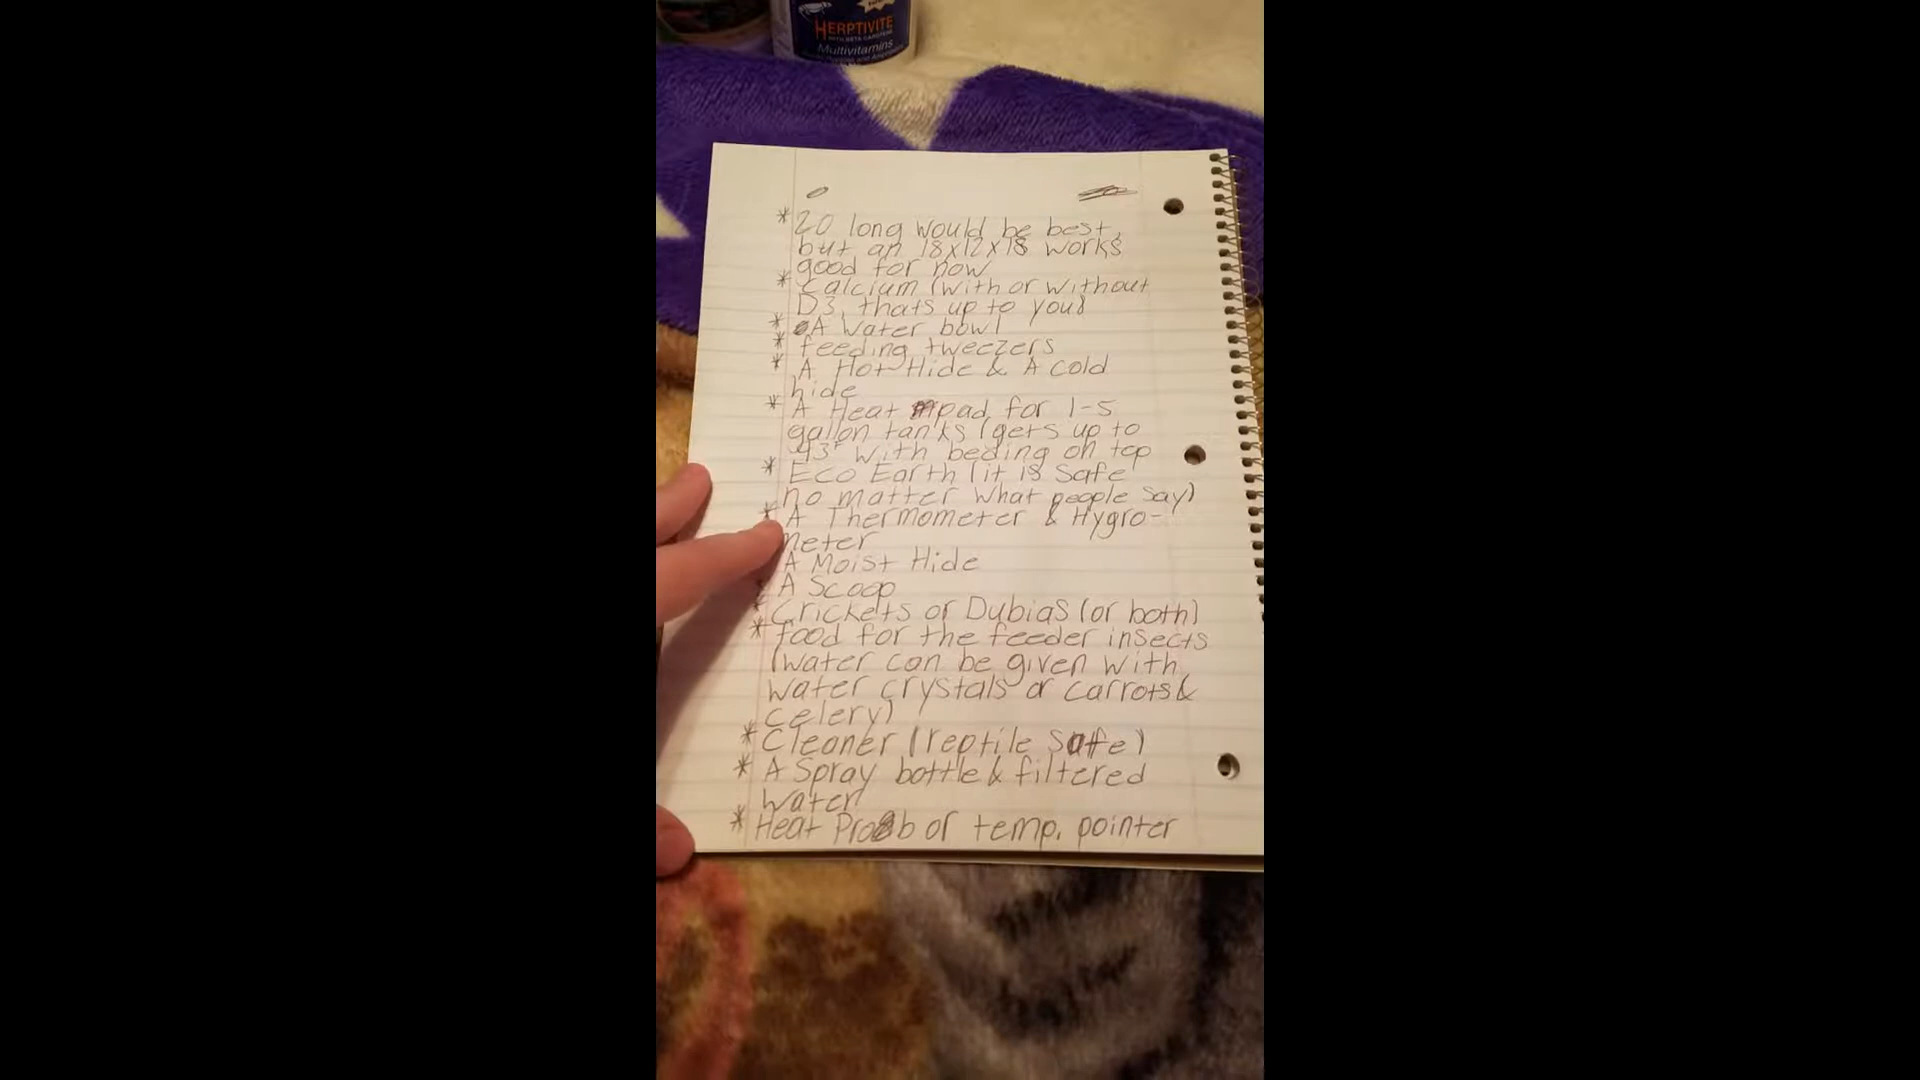 HERPTIVITE
WITH BETA CAROTENE
Multivitamins
* 20 long would be best,
but an 18x12x18 works
good for now
* Calcium (with or without
D3, thats up to you)
* A Water bowl
* feeding tweezers
* A Hot Hide & A cold
hide
* A Heat pad for 1-5
gallon tanks (gets up to
93° with beding on top
* Eco Earth (it is Safe
no matter what people say)
* A Thermometer & Hygro-
meter
A Moist Hide
* A Scoop
* Crickets or Dubias (or both)
* food for the feeder insects
(water can be given with
water crystals or carrots &
celery)
* Cleaner (reptile Safe)
* A Spray bottle & filtered
water
* Heat Prob or temp. pointer